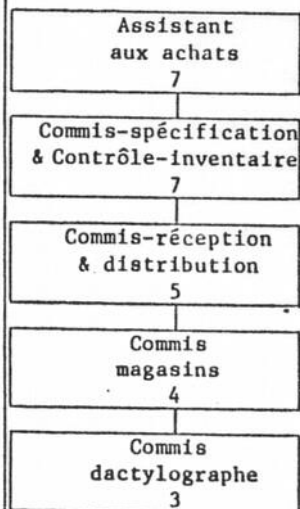 Assistant
aux achats
7
Commis-spécification
& Contrôle-inventaire
7
Commis-réception
& distribution
5
Commis
magasins
4
Commis
dactylographe
3